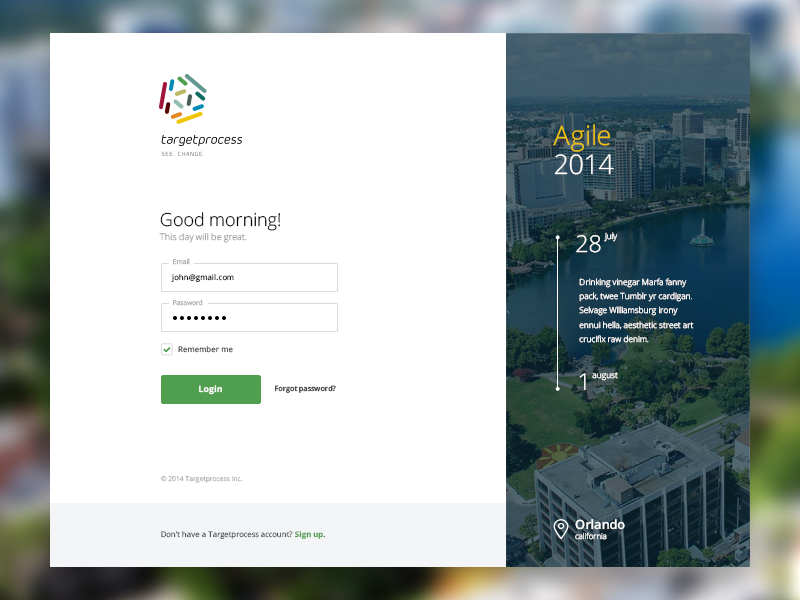 targetprocess
SEE. CHANGE.
Good morning!
This day will be great.
Email
john@gmail.com
Password
Remember me
Login
Forgot password?
© 2014 Targetprocess Inc.
Don't have a Targetprocess account? Sign up.
Agile
2014
28 july
Drinking vinegar Marfa fanny
pack, twee Tumblr yr cardigan.
Selvage Williamsburg irony
ennui hella, aesthetic street art
crucifix raw denim.
1 august
Orlando
california